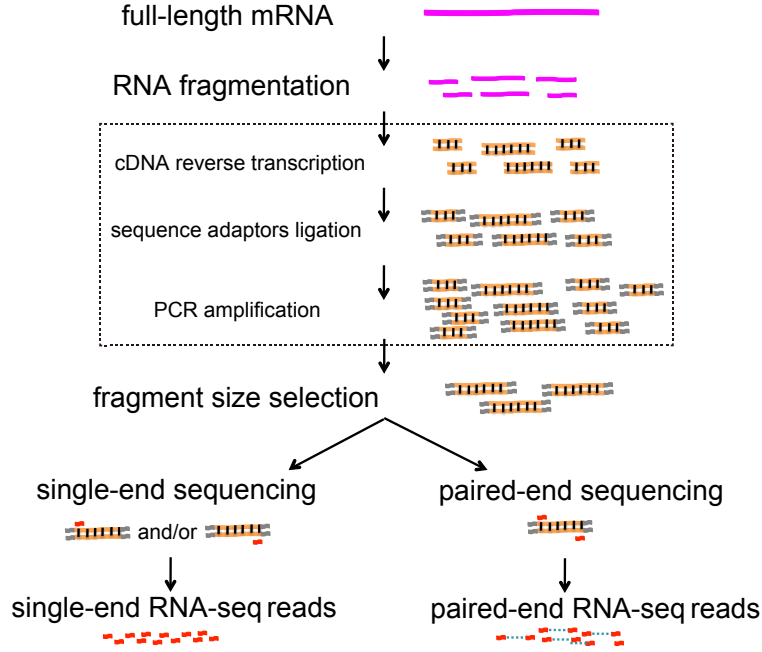 full-length mRNA
RNA fragmentation
cDNA reverse transcription
sequence adaptors ligation
PCR amplification
fragment size selection
single-end sequencing
and/or
single-end RNA-seq reads
paired-end sequencing
paired-end RNA-seq reads